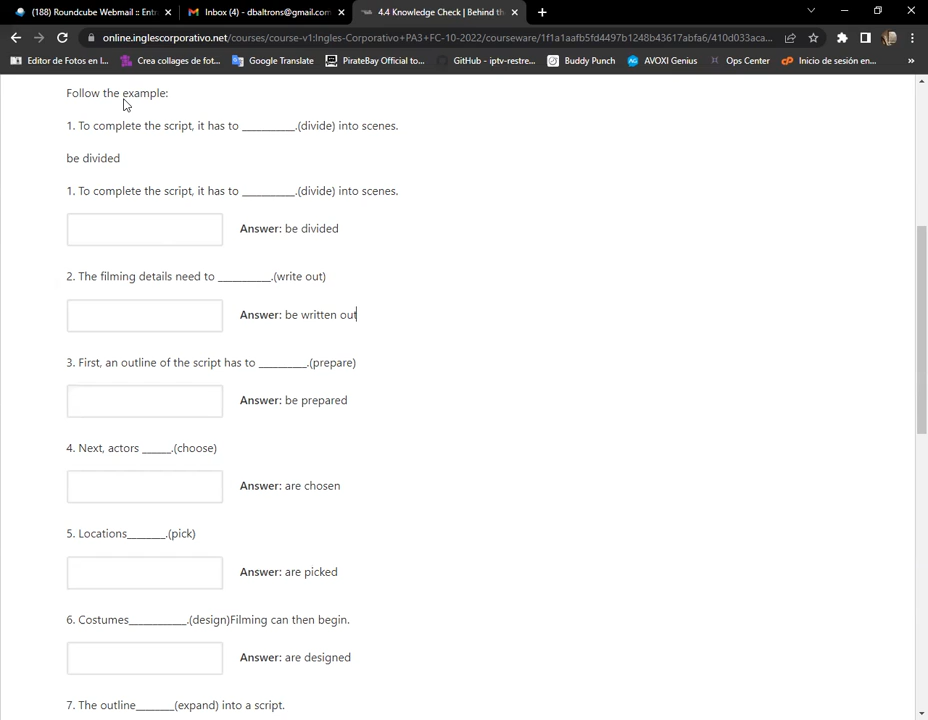 (188) Roundcube Webmail :: Entr
Inbox (4) - dbaltrons@gmail.com
4.4 Knowledge Check | Behind th
online.inglescorporativo.net/courses/course-v1:Ingles-Corporativo+PA3+FC-10-2022/courseware/1f1a1aafb5fd4497b1248b43617abfa6/410d033aca...
Editor de Fotos en l...
Crea collages de fot...
Google Translate
PirateBay Official to...
GitHub - iptv-restre...
Buddy Punch
AVOXI Genius
Ops Center
Inicio de sesión en...
»
Follow the example:
1. To complete the script, it has to ___________.(divide) into scenes.
be divided
1. To complete the script, it has to ___________.(divide) into scenes.
Answer: be divided
2. The filming details need to ___________.(write out)
Answer: be written out
3. First, an outline of the script has to __________.(prepare)
Answer: be prepared
4. Next, actors ______.(choose)
Answer: are chosen
5. Locations________.(pick)
Answer: are picked
6. Costumes____________.(design)Filming can then begin.
Answer: are designed
7. The outline________(expand) into a script.